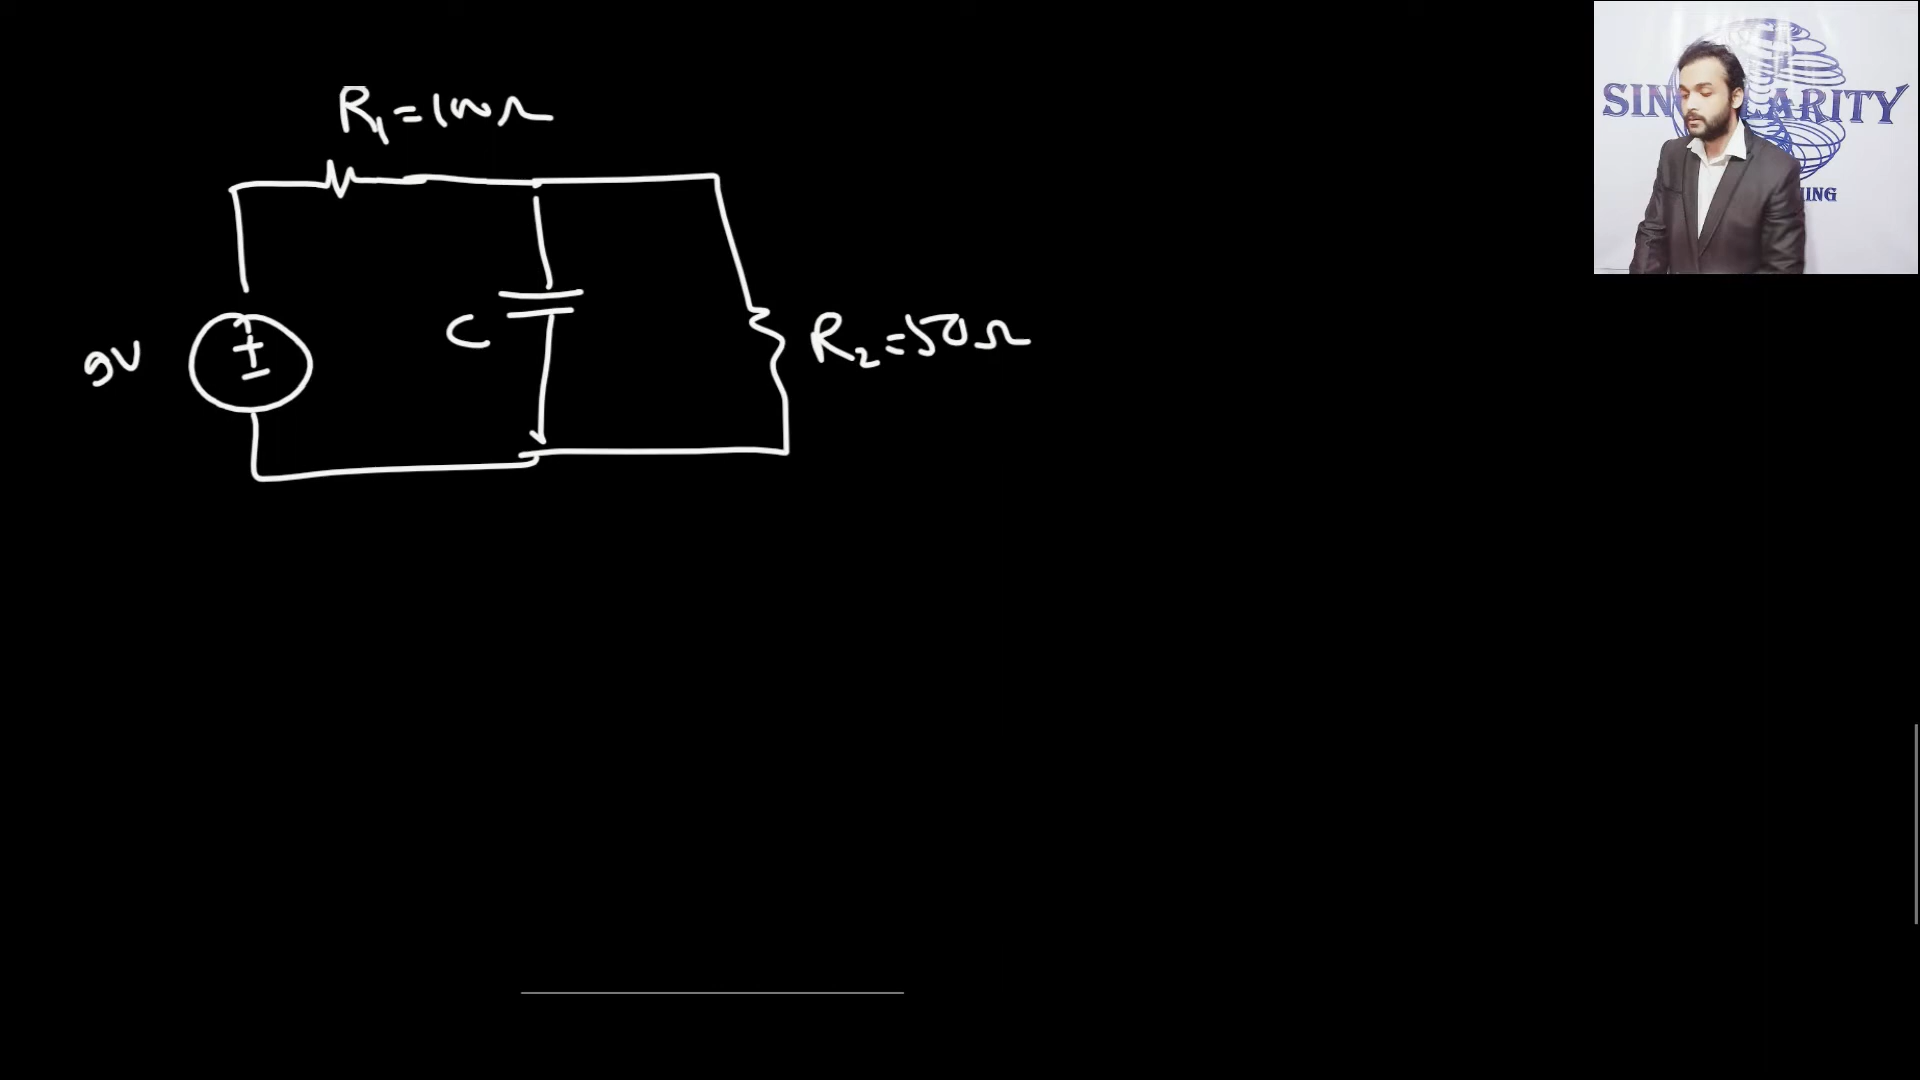 R₁=100Ω
SIN LARITY
ING
9V
C
R₂=50Ω